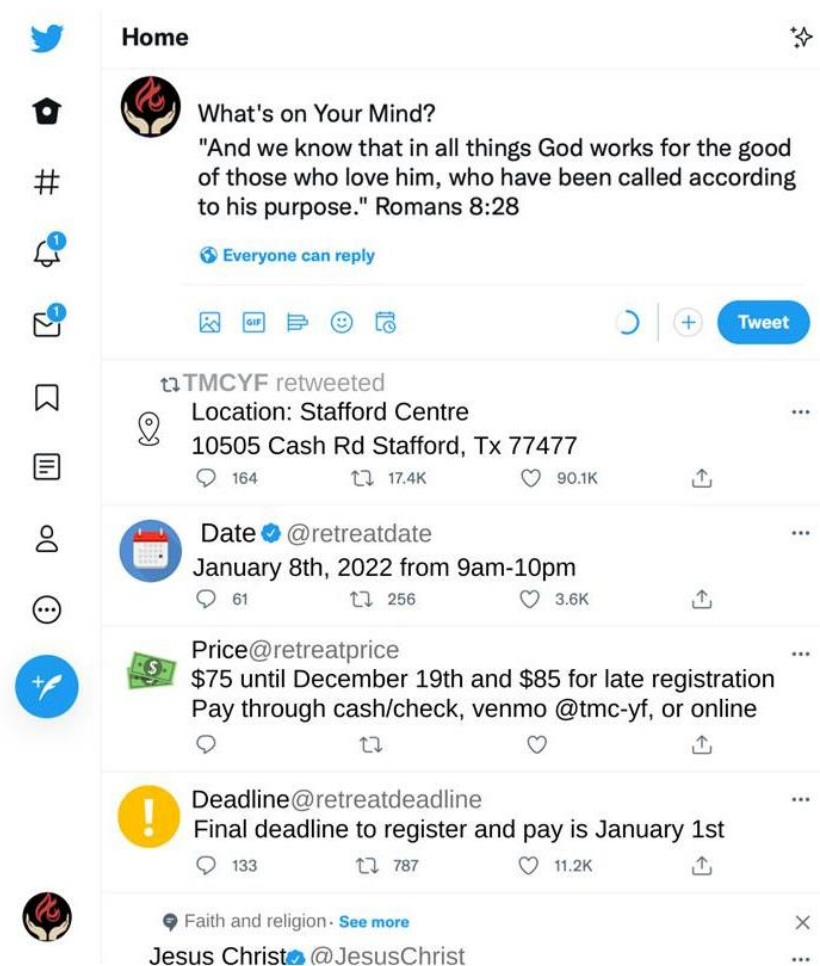 Home
What's on Your Mind?
"And we know that in all things God works for the good
of those who love him, who have been called according
to his purpose." Romans 8:28
Everyone can reply
GIF
Tweet
1
1
TMCYF retweeted
Location: Stafford Centre
10505 Cash Rd Stafford, Tx 77477
164 17.4K 90.1K
Date @retreatdate
January 8th, 2022 from 9am-10pm
61 256 3.6K
Price@retreatprice
$75 until December 19th and $85 for late registration
Pay through cash/check, venmo @tmc-yf, or online
Deadline@retreatdeadline
Final deadline to register and pay is January 1st
133 787 11.2K
Faith and religion · See more
Jesus Christ @JesusChrist